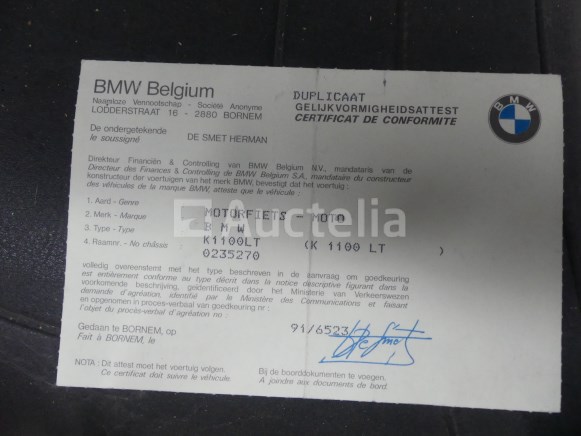 BMW Belgium
Naamloze Vennootschap - Société Anonyme
LODDERSTRAAT 16 - 2880 BORNEM
DUPLICAAT
GELIJKVORMIGHEIDSATTEST
CERTIFICAT DE CONFORMITE
BMW
De ondergetekende
le soussigné
DE SMET HERMAN
Direkteur Financiën & Controlling van BMW Belgium N.V., mandataris van de
Directeur des Finances & Controlling de BMW Belgium S.A., mandataire du constructeur
konstructeur der voertuigen van het merk BMW, bevestigt dat het voertuig:
des véhicules de la marque BMW, atteste que le véhicule:
1. Aard - Genre
MOTORFIETS - MOTO
2. Merk - Marque
B M W
3. Type - Type
K1100LT ( K 1100 LT )
4. Raamnr. - No châssis :
0235270
Auctelia
volledig overeenstemt met het type beschreven in de aanvraag om goedkeuring
est entièrement conforme au type décrit dans la notice descriptive figurant dans la
voorkomende beschrijving, geïdentificeerd door het Ministerie van Verkeerswezen
demande d'agréation, identifié par le Ministère des Communications et faisant
en opgenomen in proces-verbaal van goedkeuring nr :
l'objet du procès-verbal d'agréation no :
91/6523
Gedaan te BORNEM, op
Fait à BORNEM, le
NOTA : Dit attest moet het voertuig volgen.
Ce certificat doit suivre le véhicule.
Bij de boorddokumenten te voegen.
A joindre aux documents de bord.